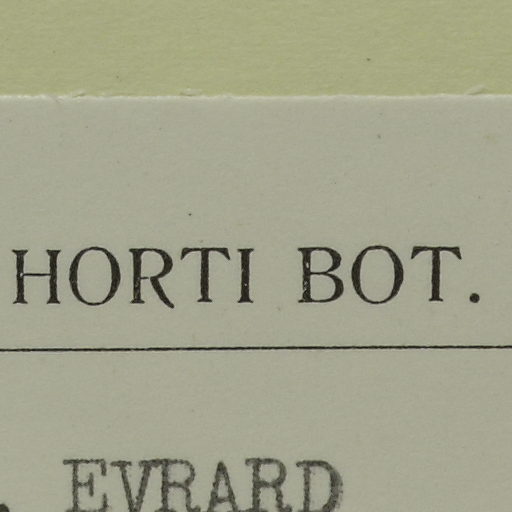 HORTI BOT.
. EVRARD